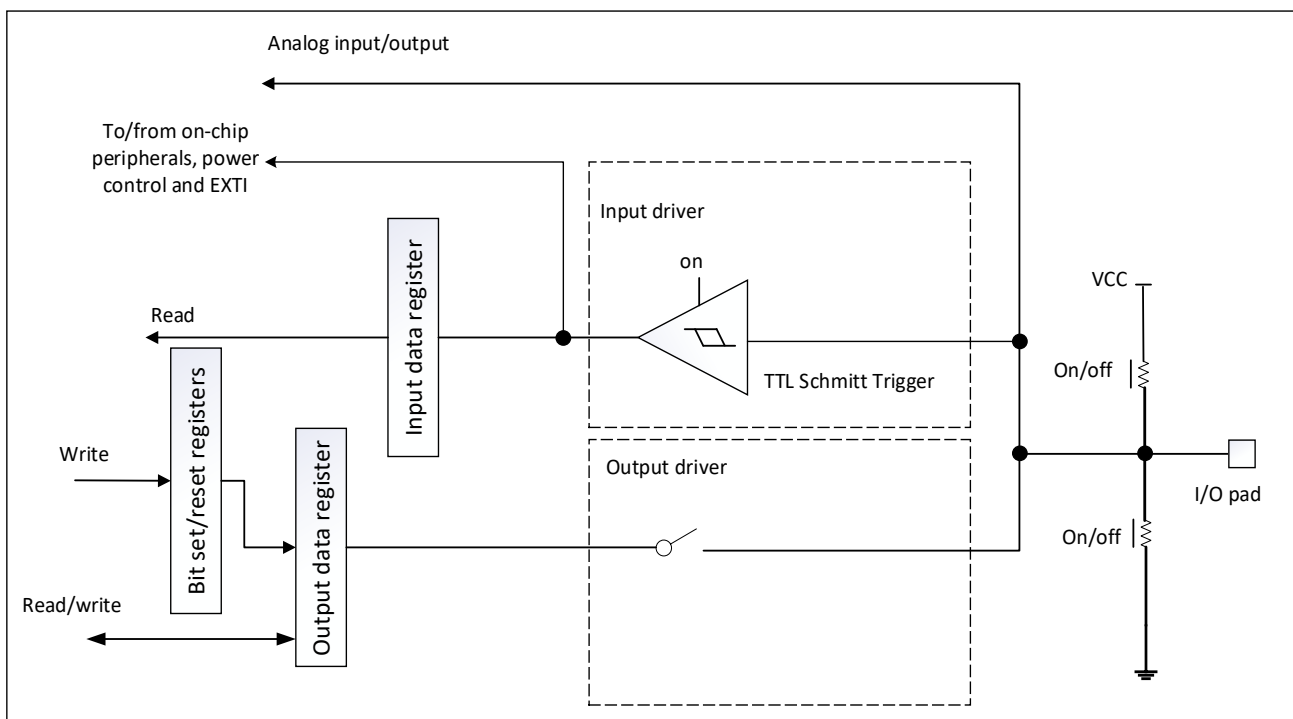 Analog input/output
To/from on-chip
peripherals, power
control and EXTI
Input driver
on
VCC
Read
Input data register
TTL Schmitt Trigger
On/off
Bit set/reset registers
Write
Output data register
Output driver
I/O pad
On/off
Read/write